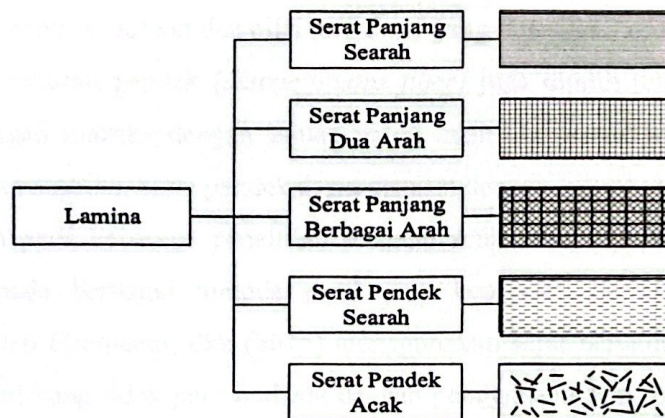 Serat Panjang
Searah
Serat Panjang
Dua Arah
Lamina
Serat Panjang
Berbagai Arah
Serat Pendek
Searah
Serat Pendek
Acak